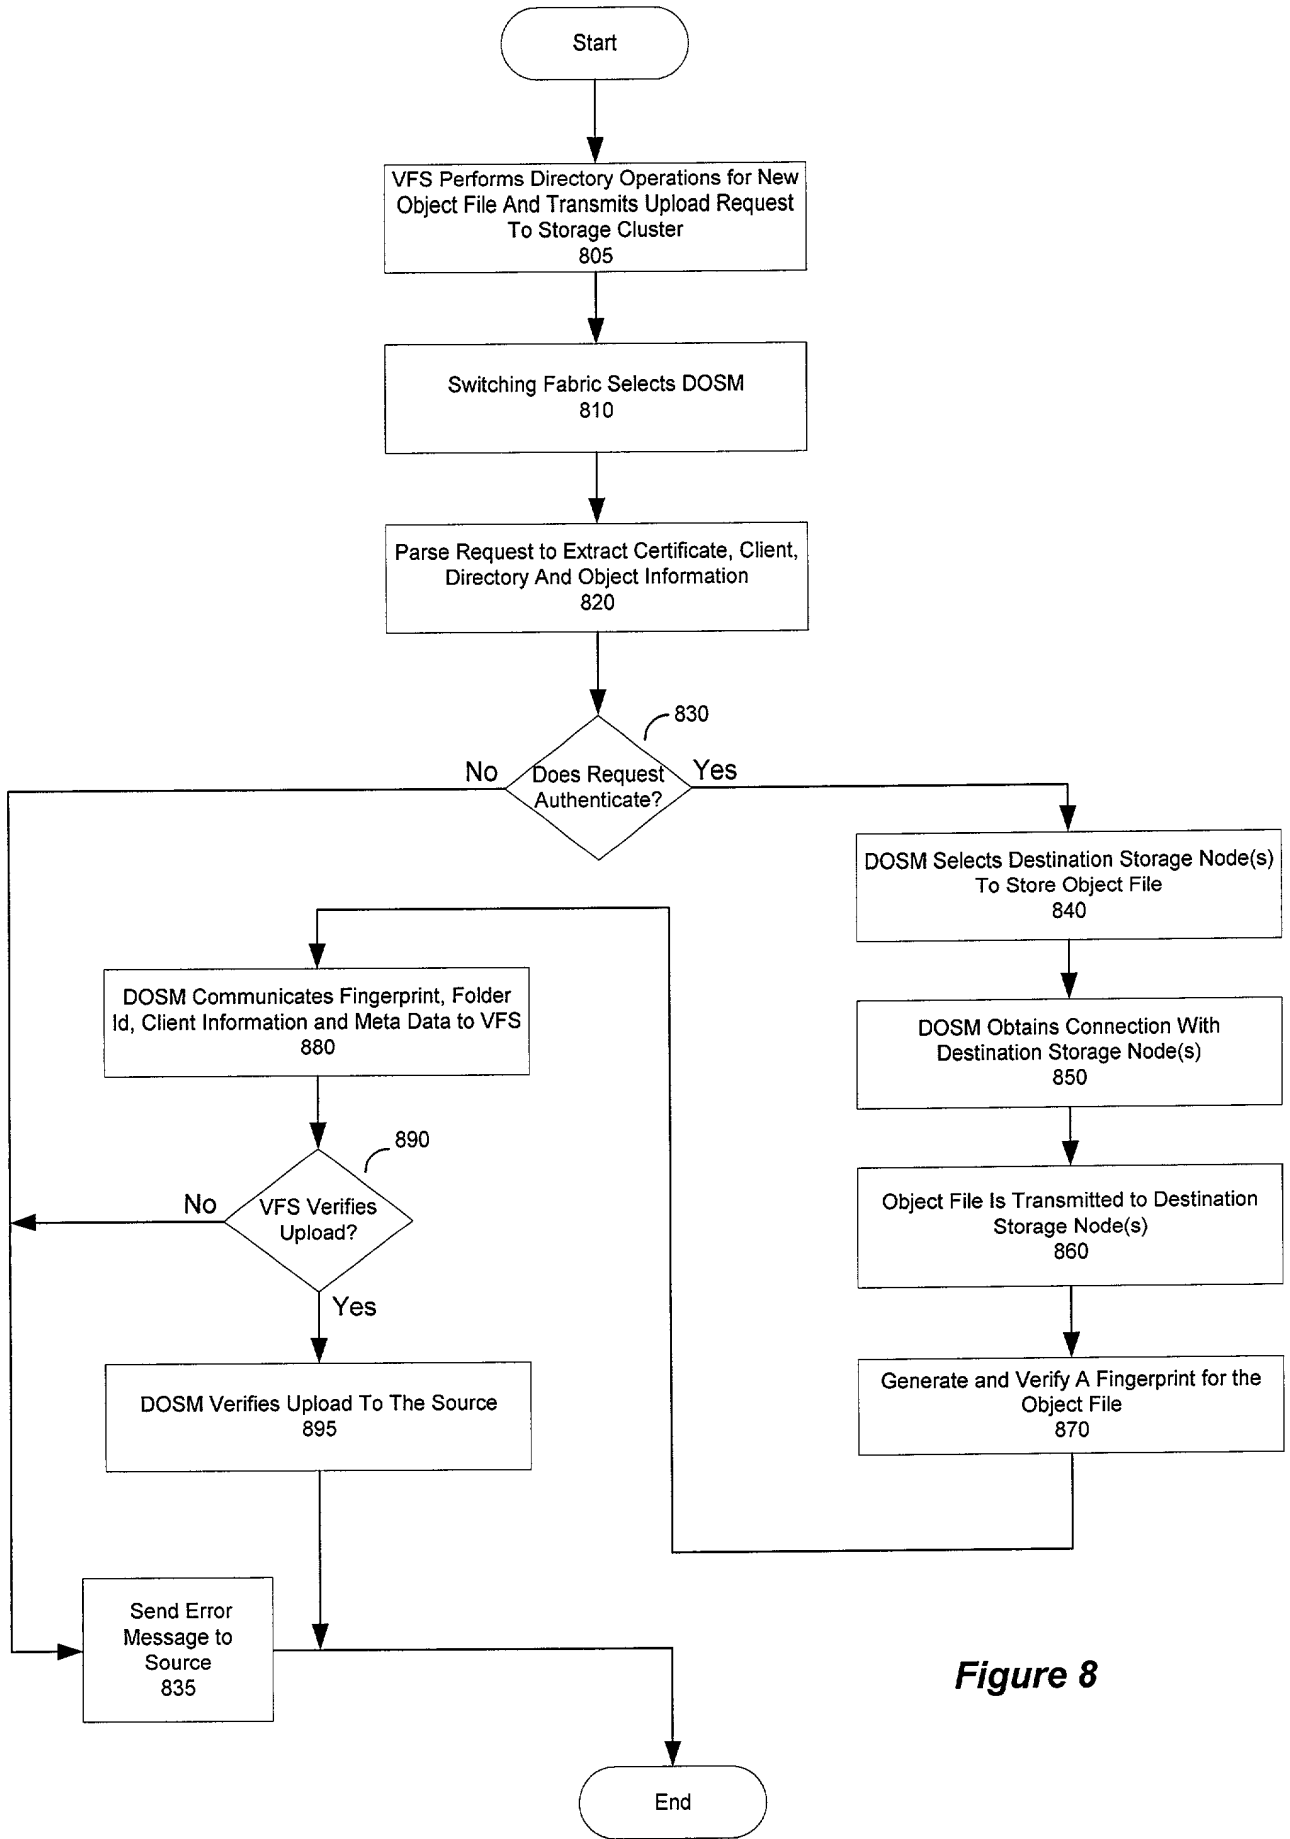 Start
VFS Performs Directory Operations for New
Object File And Transmits Upload Request
To Storage Cluster
805
Switching Fabric Selects DOSM
810
Parse Request to Extract Certificate, Client,
Directory And Object Information
820
830
No
Does Request
Authenticate?
Yes
DOSM Selects Destination Storage Node(s)
To Store Object File
840
DOSM Obtains Connection With
Destination Storage Node(s)
850
Object File Is Transmitted to Destination
Storage Node(s)
860
Generate and Verify A Fingerprint for the
Object File
870
DOSM Communicates Fingerprint, Folder
Id, Client Information and Meta Data to VFS
880
890
No
VFS Verifies
Upload?
Yes
DOSM Verifies Upload To The Source
895
Send Error
Message to
Source
835
End
Figure 8